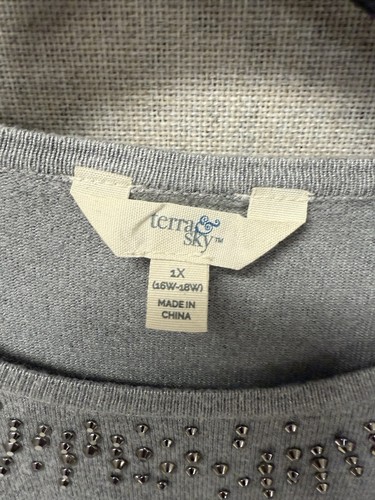 terra &
sky™
1X
(16W-18W)
MADE IN
CHINA